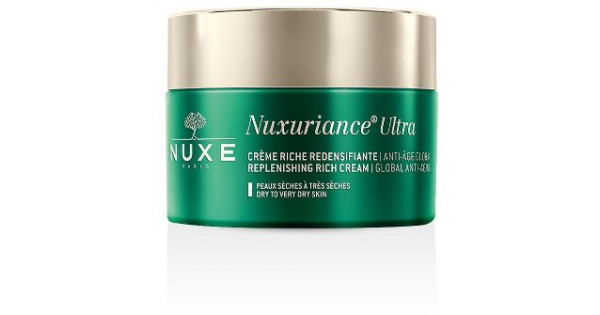 NUXE
PARIS
Nuxuriance® Ultra
CRÈME RICHE REDENSIFIANTE | ANTI-ÂGE GLOBAL
REPLENISHING RICH CREAM | GLOBAL ANTI-AGING
PEAUX SÈCHES À TRÈS SÈCHES
DRY TO VERY DRY SKIN